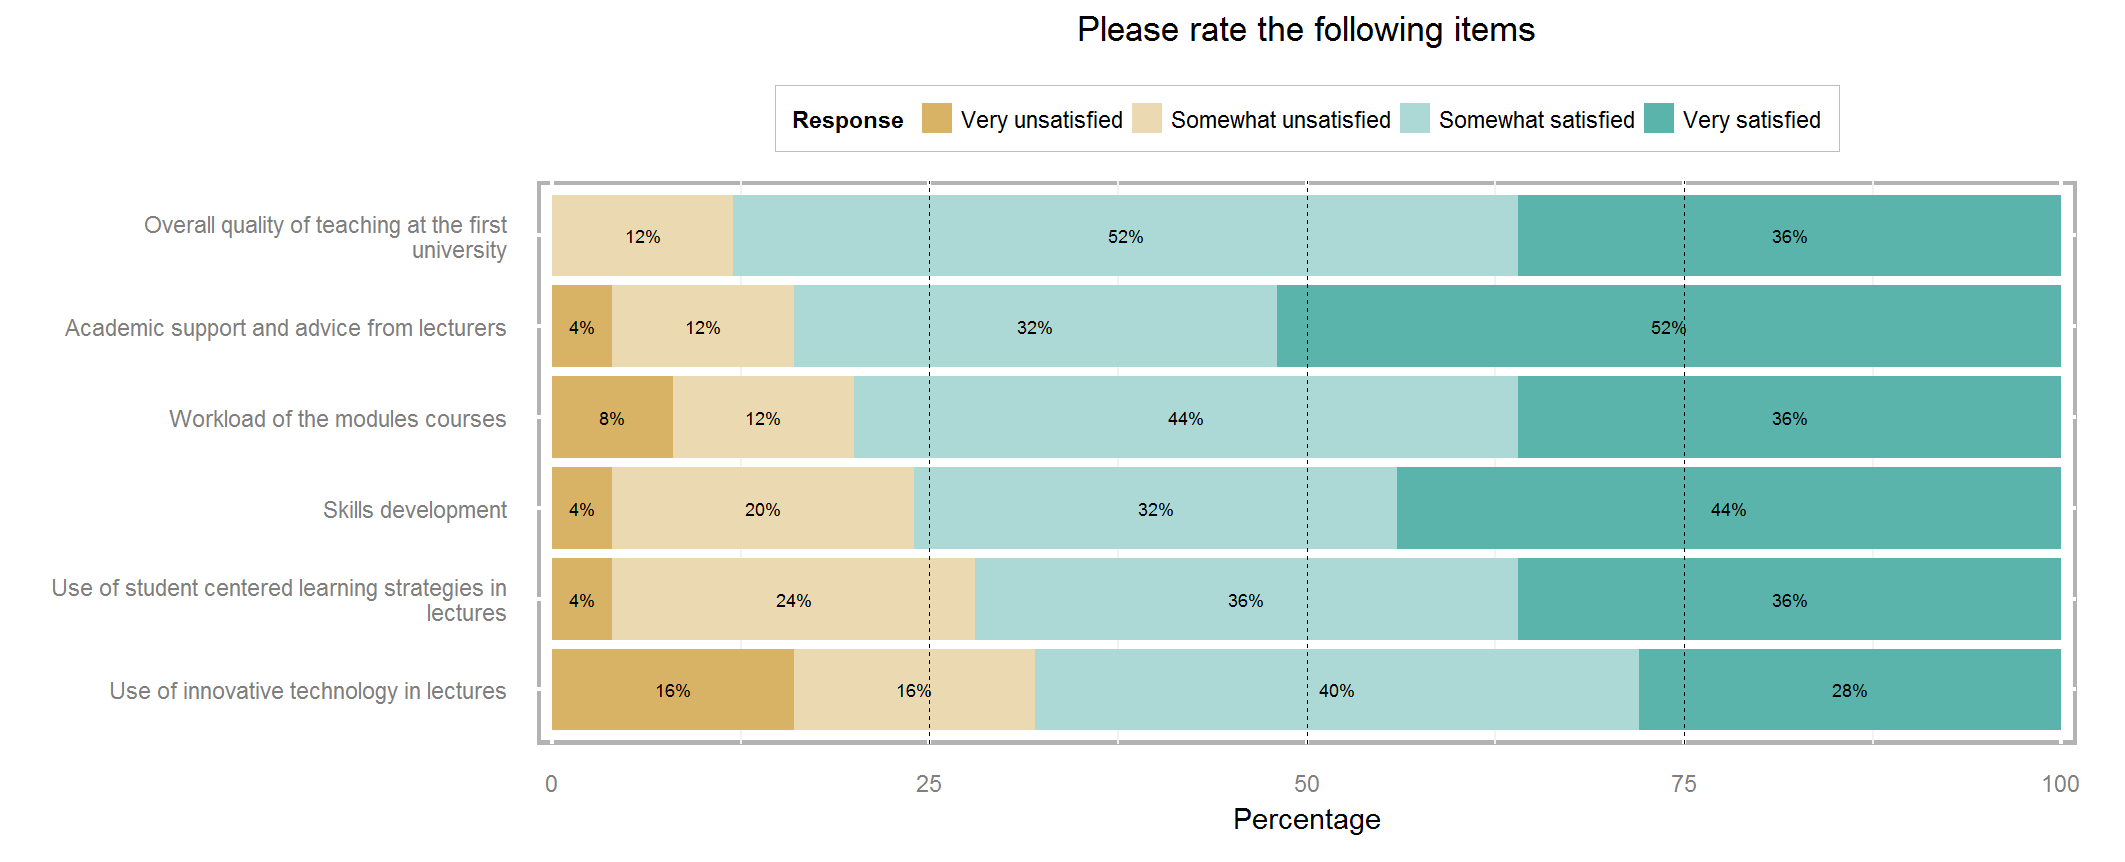 Please rate the following items
Response Very unsatisfied Somewhat unsatisfied Somewhat satisfied Very satisfied
Overall quality of teaching at the first
university
12% 52% 36%
Academic support and advice from lecturers
4% 12% 32% 52%
Workload of the modules courses
8% 12% 44% 36%
Skills development
4% 20% 32% 44%
Use of student centered learning strategies in
lectures
4% 24% 36% 36%
Use of innovative technology in lectures
16% 16% 40% 28%
0 25 50 75 100
Percentage